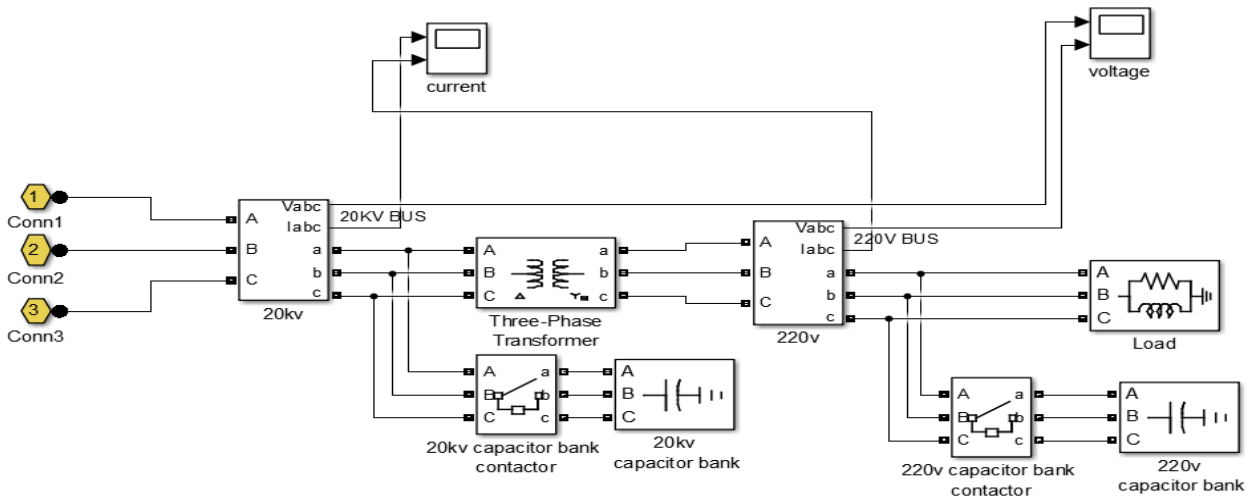 current
voltage
1
Conn1
2
Conn2
3
Conn3
A
B
C
Vabc
Iabc
a
b
c
20kv
20KV BUS
A
B
C
a
b
c
Three-Phase
Transformer
A
B
C
Vabc
Iabc
a
b
c
220v
220V BUS
A
B
C
Load
A
B
C
a
b
c
20kv capacitor bank
contactor
A
B
C
20kv
capacitor bank
A
B
C
a
b
c
220v capacitor bank
contactor
A
B
C
220v
capacitor bank